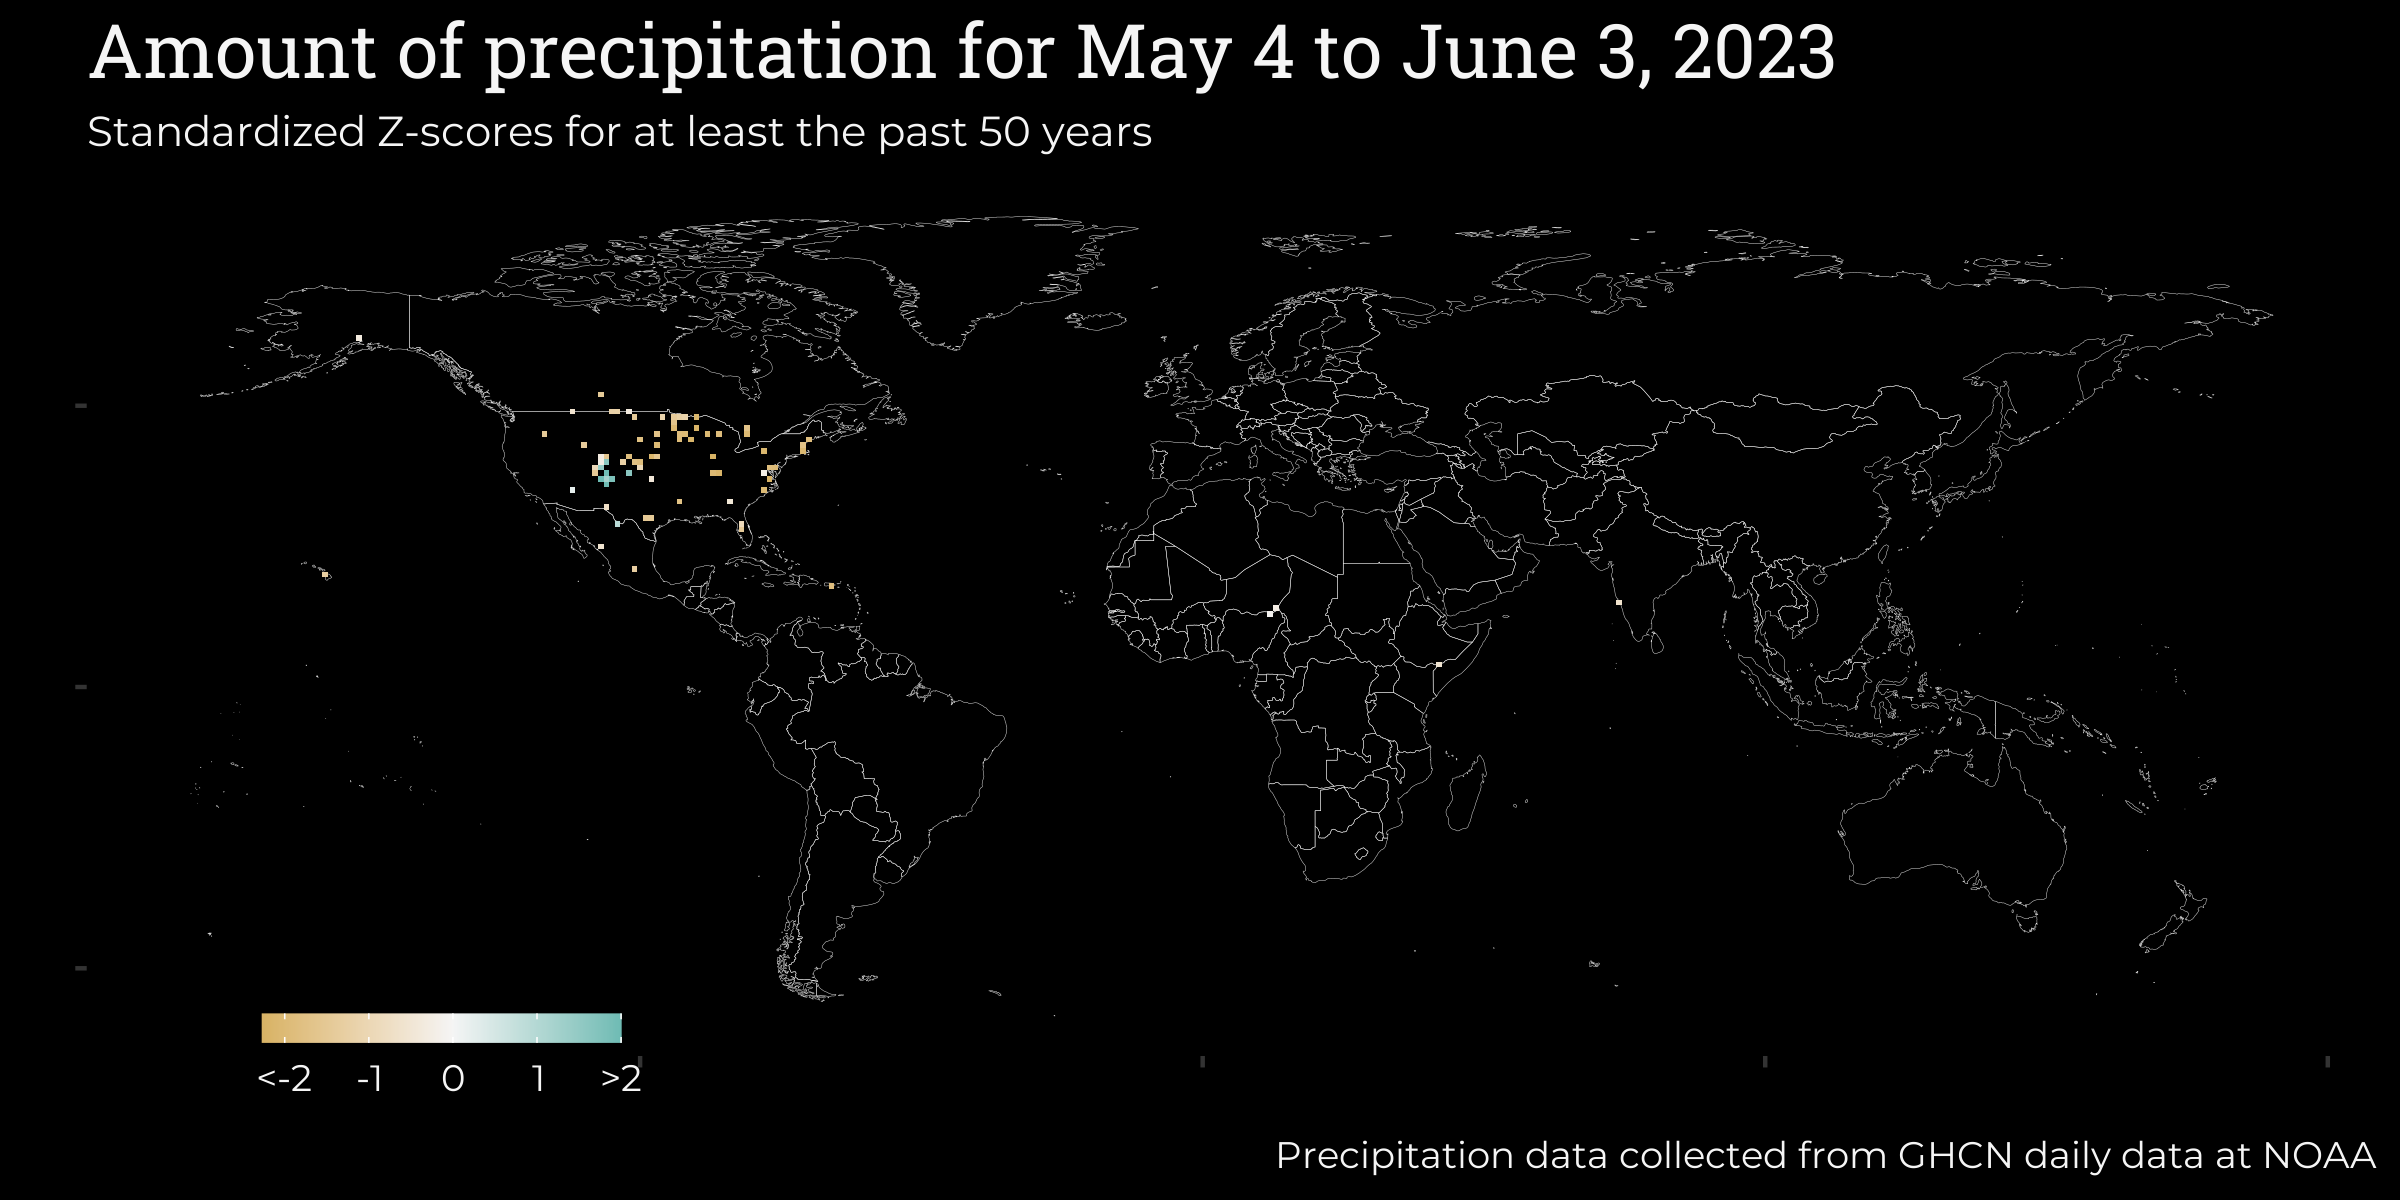 Amount of precipitation for May 4 to June 3, 2023
Standardized Z-scores for at least the past 50 years
<-2 -1 0 1 >2
Precipitation data collected from GHCN daily data at NOAA